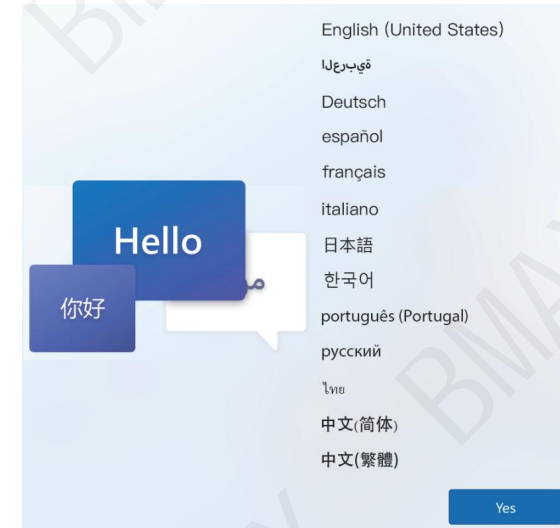 English (United States)
العربية
Deutsch
español
français
italiano
Hello
日本語
한국어
你好
português (Portugal)
русский
ไทย
中文(简体)
中文(繁體)
Yes